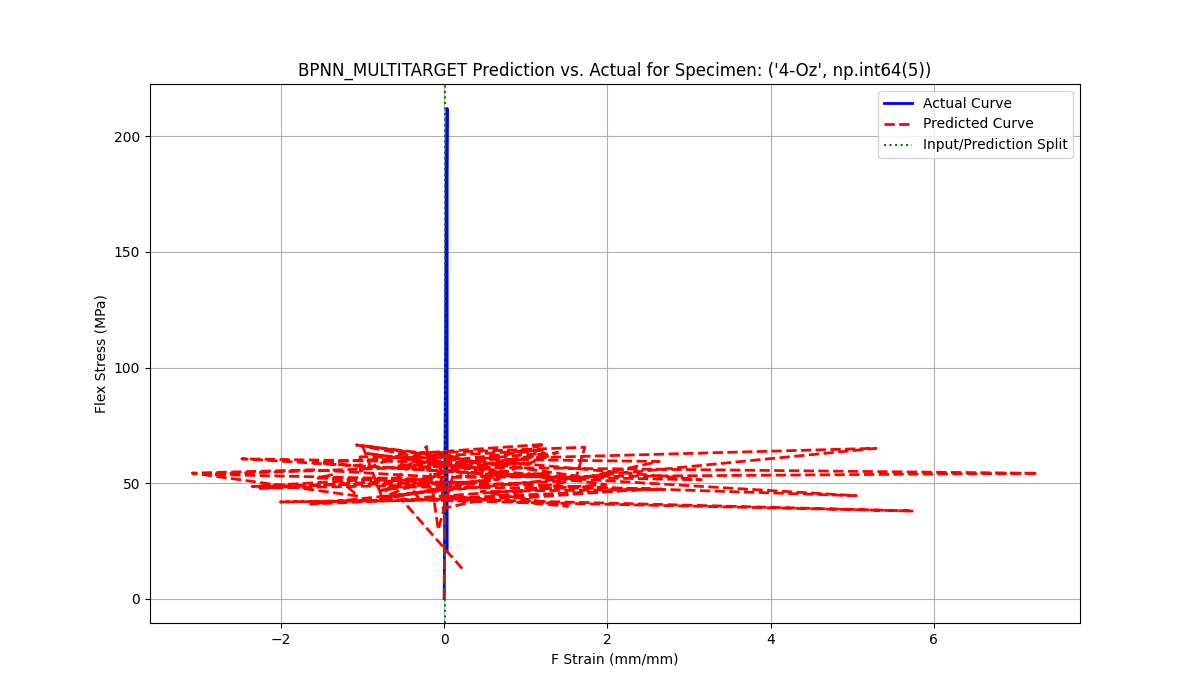 BPNN_MULTITARGET Prediction vs. Actual for Specimen: ('4-Oz', np.int64(5))
Actual Curve
Predicted Curve
Input/Prediction Split
200
150
100
50
0
Flex Stress (MPa)
−2
0
2
4
6
F Strain (mm/mm)